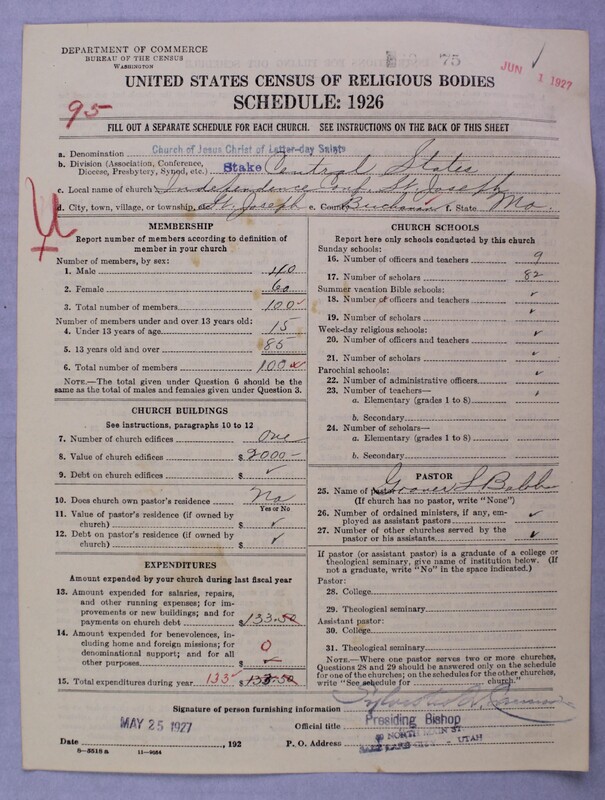 DEPARTMENT OF COMMERCE
BUREAU OF THE CENSUS
WASHINGTON
75
JUN 1 1927
UNITED STATES CENSUS OF RELIGIOUS BODIES
SCHEDULE: 1926
95
FILL OUT A SEPARATE SCHEDULE FOR EACH CHURCH. SEE INSTRUCTIONS ON THE BACK OF THIS SHEET
a. Denomination Church of Jesus Christ of Latter-day Saints
b. Division (Association, Conference, Diocese, Presbytery, Synod, etc.) Stake Central States
c. Local name of church Independence Conf. St. Joseph
d. City, town, village, or township, St. Joseph e. County Buchanan f. State Mo.
MEMBERSHIP
Report number of members according to definition of member in your church
Number of members, by sex:
1. Male 40
2. Female 60
3. Total number of members 100
Number of members under and over 13 years old:
4. Under 13 years of age 15
5. 13 years old and over 85
6. Total number of members 100
NOTE.—The total given under Question 6 should be the same as the total of males and females given under Question 3.
CHURCH BUILDINGS
See instructions, paragraphs 10 to 12
7. Number of church edifices One
8. Value of church edifices $ 2000
9. Debt on church edifices $ ✓
10. Does church own pastor's residence No
Yes or No
11. Value of pastor's residence (if owned by church) $ ✓
12. Debt on pastor's residence (if owned by church) $ ✓
EXPENDITURES
Amount expended by your church during last fiscal year
13. Amount expended for salaries, repairs, and other running expenses; for improvements or new buildings; and for payments on church debt $ 133.50
14. Amount expended for benevolences, including home and foreign missions; for denominational support; and for all other purposes $ 0
15. Total expenditures during year 133 $ 133.50
CHURCH SCHOOLS
Report here only schools conducted by this church
Sunday schools:
16. Number of officers and teachers 9
17. Number of scholars 82
Summer vacation Bible schools:
18. Number of officers and teachers ✓
19. Number of scholars ✓
Week-day religious schools:
20. Number of officers and teachers ✓
21. Number of scholars ✓
Parochial schools:
22. Number of administrative officers ✓
23. Number of teachers—
a. Elementary (grades 1 to 8)
b. Secondary
24. Number of scholars—
a. Elementary (grades 1 to 8)
b. Secondary
PASTOR
25. Name of pastor
(If church has no pastor, write "None")
26. Number of ordained ministers, if any, employed as assistant pastors ✓
27. Number of other churches served by the pastor or his assistants ✓
If pastor (or assistant pastor) is a graduate of a college or theological seminary, give name of institution below. (If not a graduate, write "No" in the space indicated.)
Pastor:
28. College
29. Theological seminary
Assistant pastor:
30. College
31. Theological seminary
NOTE.—Where one pastor serves two or more churches, Questions 28 and 29 should be answered only on the schedule for one of the churches; on the schedules for the other churches, write "See schedule for church."
Signature of person furnishing information
MAY 25 1927
Official title Presiding Bishop
Date , 192 P. O. Address 40 NORTH MAIN ST
SALT LAKE CITY - UTAH
8-5518 a 11-9054